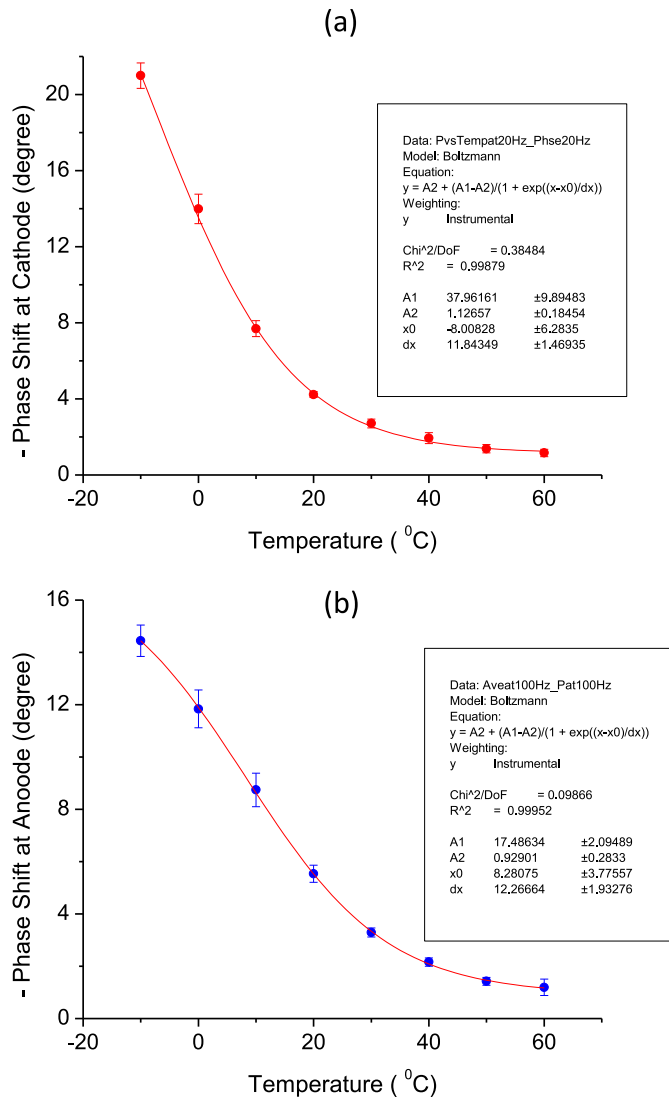 (a)
- Phase Shift at Cathode (degree)
20
16
12
8
4
0
-20
0
20
40
60
Temperature ( ⁰C)
Data: PvsTempat20Hz_Phse20Hz
Model: Boltzmann
Equation:
y = A2 + (A1-A2)/(1 + exp((x-x0)/dx))
Weighting:
y Instrumental
Chi^2/DoF = 0.38484
R^2 = 0.99879
A1 37.96161 ±9.89483
A2 1.12657 ±0.18454
x0 -8.00828 ±6.2835
dx 11.84349 ±1.46935
(b)
- Phase Shift at Anoode (degree)
16
12
8
4
0
-20
0
20
40
60
Temperature ( ⁰C)
Data: Aveat100Hz_Pat100Hz
Model: Boltzmann
Equation:
y = A2 + (A1-A2)/(1 + exp((x-x0)/dx))
Weighting:
y Instrumental
Chi^2/DoF = 0.09866
R^2 = 0.99952
A1 17.48634 ±2.09489
A2 0.92901 ±0.2833
x0 8.28075 ±3.77557
dx 12.26664 ±1.93276